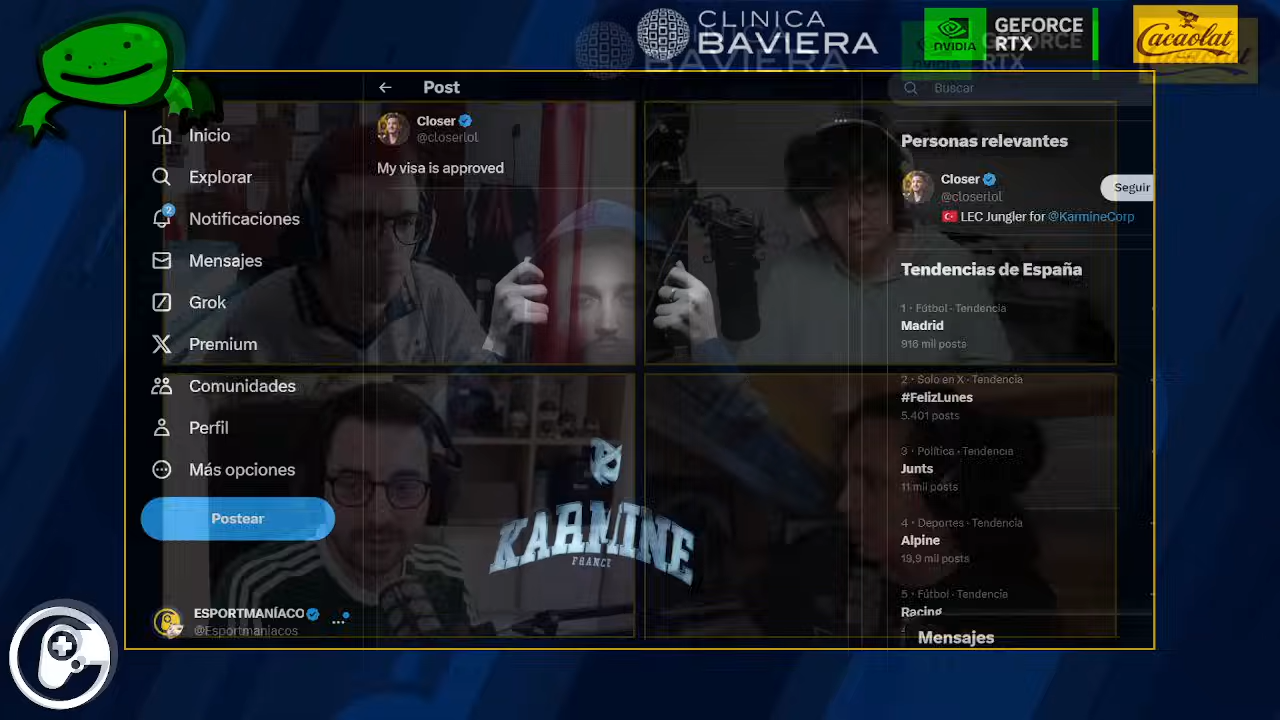 CLINICA
BAVIERA
NVIDIA
GEFORCE
RTX
Cacaolat
Post
Buscar
Closer
@closerlol
My visa is approved
Inicio
Explorar
2
Notificaciones
Mensajes
Grok
Premium
Comunidades
Perfil
Más opciones
Postear
ESPORTMANÍACO
@Esportmaniacos
KARMINE
FRANCE
Personas relevantes
Closer
@closerlol
Seguir
LEC Jungler for @KarmineCorp
Tendencias de España
1 · Fútbol · Tendencia
Madrid
916 mil posts
2 · Solo en X · Tendencia
#FelizLunes
5.401 posts
3 · Política · Tendencia
Junts
11 mil posts
4 · Deportes · Tendencia
Alpine
19,9 mil posts
5 · Fútbol · Tendencia
Racing
Mensajes